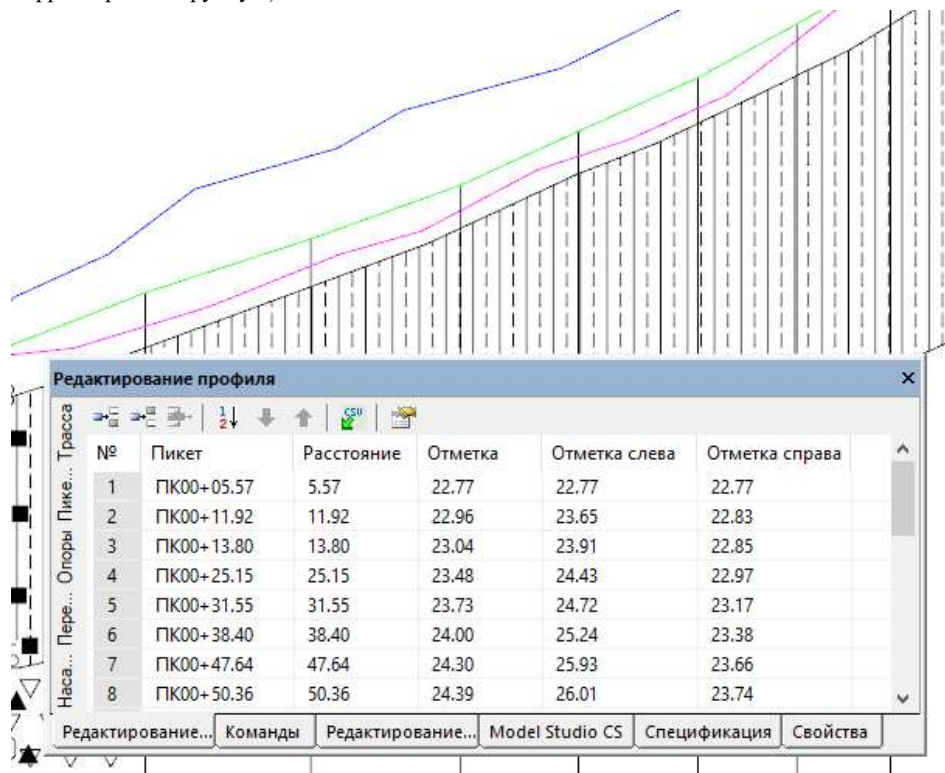 Редактирование профиля
Трасса
Пике...
Опоры
Пере...
Наса...
1
2
CSU
№ Пикет Расстояние Отметка Отметка слева Отметка справа
1 ПК00+05.57 5.57 22.77 22.77 22.77
2 ПК00+11.92 11.92 22.96 23.65 22.83
3 ПК00+13.80 13.80 23.04 23.91 22.85
4 ПК00+25.15 25.15 23.48 24.43 22.97
5 ПК00+31.55 31.55 23.73 24.72 23.17
6 ПК00+38.40 38.40 24.00 25.24 23.38
7 ПК00+47.64 47.64 24.30 25.93 23.66
8 ПК00+50.36 50.36 24.39 26.01 23.74
Редактирование... Команды Редактирование... Model Studio CS Спецификация Свойства